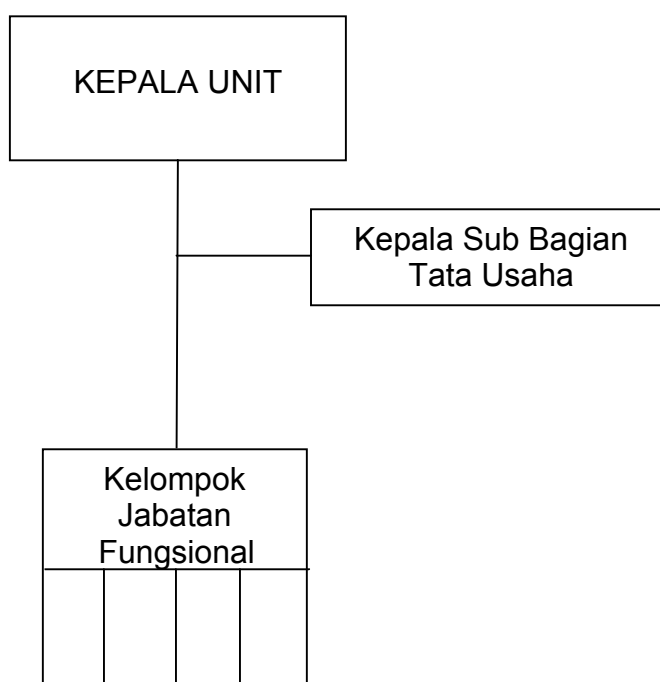 KEPALA UNIT
Kepala Sub Bagian
Tata Usaha
Kelompok
Jabatan
Fungsional